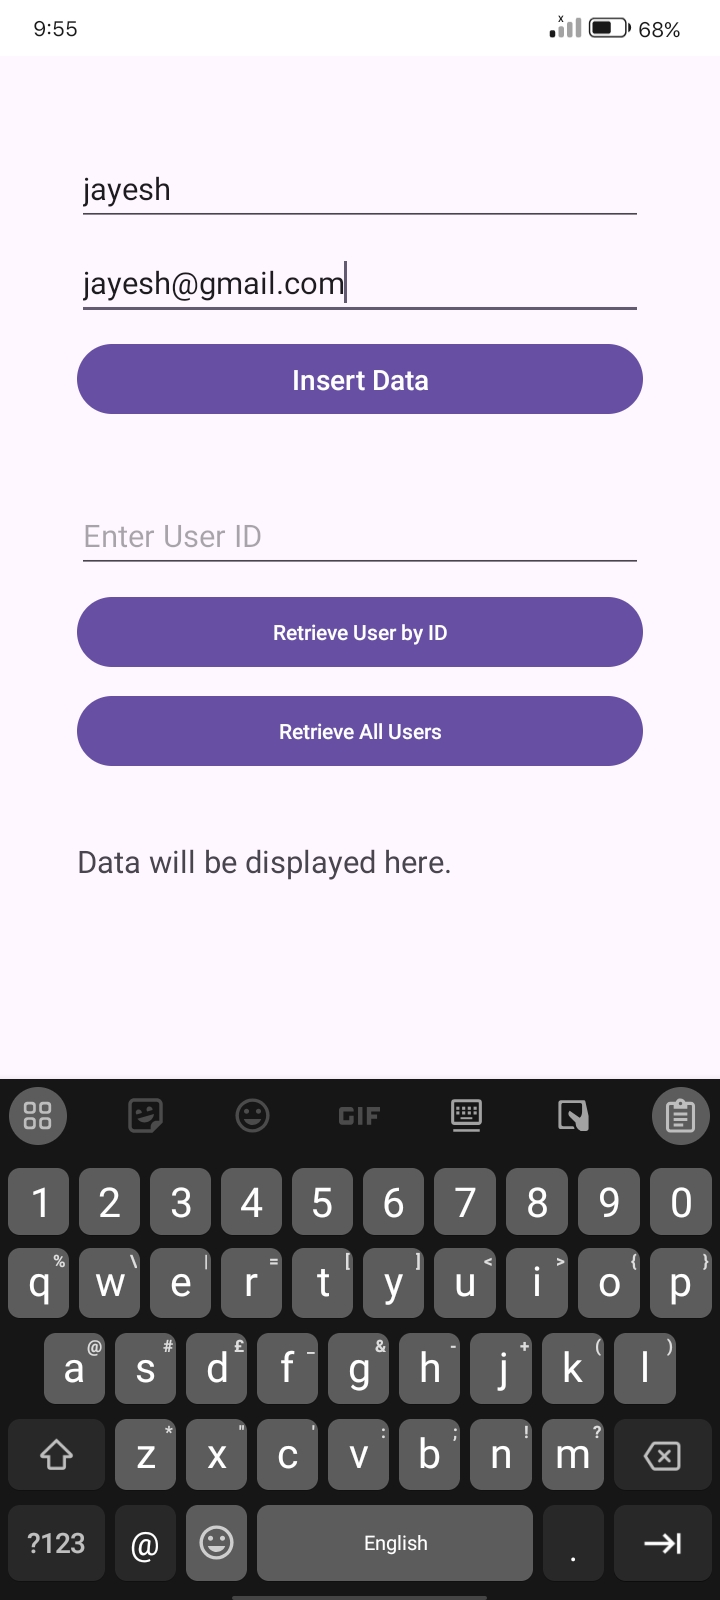 9:55 x 68%
jayesh
jayesh@gmail.com
Insert Data
Enter User ID
Retrieve User by ID
Retrieve All Users
Data will be displayed here.
GIF
1 2 3 4 5 6 7 8 9 0
q % w \ e | r = t [ y ] u < i > o { p }
a @ s # d £ f _ g & h - j + k ( l )
z * x " c ' v : b ; n ! m ?
?123 @ English .